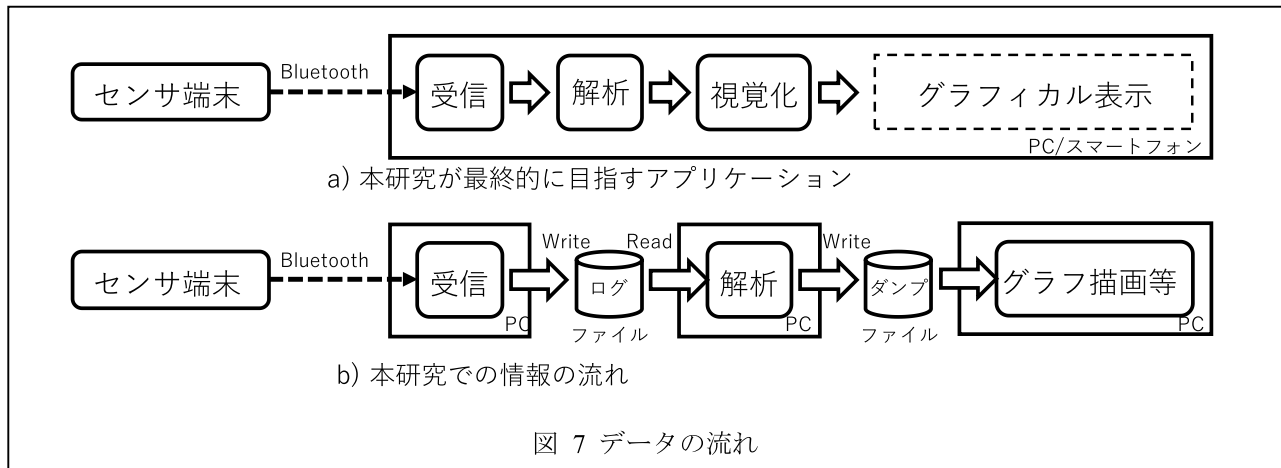 センサ端末
Bluetooth
受信
解析
視覚化
グラフィカル表示
PC/スマートフォン
a) 本研究が最終的に目指すアプリケーション
センサ端末
Bluetooth
受信
PC
Write
ログ
ファイル
Read
解析
PC
Write
ダンプ
ファイル
グラフ描画等
PC
b) 本研究での情報の流れ
図 7 データの流れ